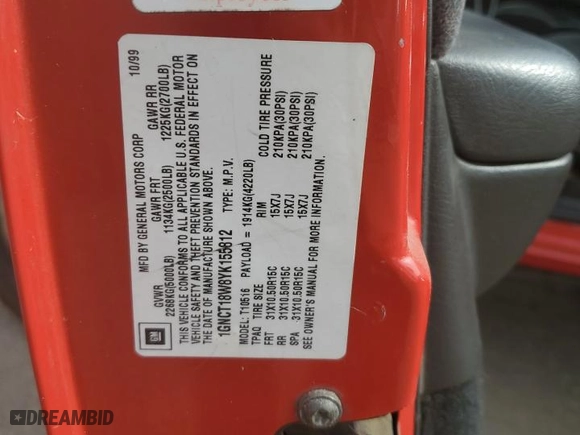 MFD BY GENERAL MOTORS CORP 10/99
GVWR GAWR FRT GAWR RR
2268KG(5000LB) 1134KG(2500LB) 1225KG(2700LB)
THIS VEHICLE CONFORMS TO ALL APPLICABLE U.S. FEDERAL MOTOR
VEHICLE SAFETY AND THEFT PREVENTION STANDARDS IN EFFECT ON
THE DATE OF MANUFACTURE SHOWN ABOVE.
1GNCT18W8YK155612 TYPE: M.P.V.
MODEL: T10516 PAYLOAD = 1914KG(4220LB)
TPAQ TIRE SIZE RIM COLD TIRE PRESSURE
FRT 31X10.50R15C 15X7J 210KPA(30PSI)
RR 31X10.50R15C 15X7J 210KPA(30PSI)
SPA 31X10.50R15C 15X7J 210KPA(30PSI)
SEE OWNER'S MANUAL FOR MORE INFORMATION.
GM
DREAMBID